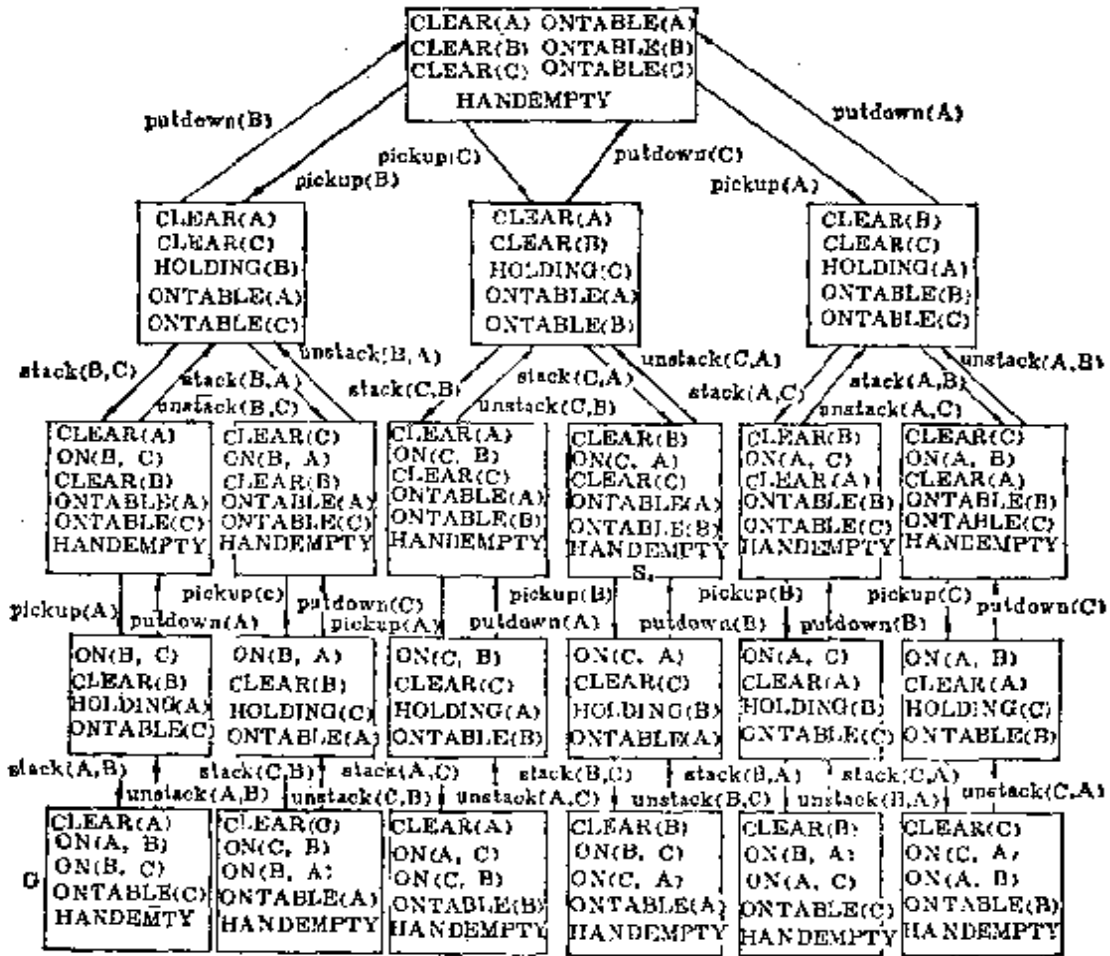 CLEAR(A) ONTABLE(A)
CLEAR(B) ONTABLE(B)
CLEAR(C) ONTABLE(C)
HANDEMPTY
putdown(B)
pickup(B)
pickup(C)
putdown(C)
pickup(A)
putdown(A)
CLEAR(A)
CLEAR(C)
HOLDING(B)
ONTABLE(A)
ONTABLE(C)
CLEAR(A)
CLEAR(B)
HOLDING(C)
ONTABLE(A)
ONTABLE(B)
CLEAR(B)
CLEAR(C)
HOLDING(A)
ONTABLE(B)
ONTABLE(C)
stack(B,C)
stack(B,A)
unstack(B,C)
unstack(B,A)
stack(C,B)
stack(C,A)
unstack(C,B)
unstack(C,A)
stack(A,C)
stack(A,B)
unstack(A,C)
unstack(A,B)
CLEAR(A)
ON(B, C)
CLEAR(B)
ONTABLE(A)
ONTABLE(C)
HANDEMPTY
CLEAR(C)
ON(B, A)
CLEAR(B)
ONTABLE(A)
ONTABLE(C)
HANDEMPTY
CLEAR(A)
ON(C, B)
CLEAR(C)
ONTABLE(A)
ONTABLE(B)
HANDEMPTY
CLEAR(B)
ON(C, A)
CLEAR(C)
ONTABLE(A)
ONTABLE(B)
HANDEMPTY
CLEAR(B)
ON(A, C)
CLEAR(A)
ONTABLE(B)
ONTABLE(C)
HANDEMPTY
CLEAR(C)
ON(A, B)
CLEAR(A)
ONTABLE(B)
ONTABLE(C)
HANDEMPTY
pickup(A)
putdown(A)
pickup(c)
putdown(C)
pickup(A)
putdown(A)
pickup(B)
putdown(B)
pickup(B)
putdown(B)
pickup(C)
putdown(C)
ON(B, C)
CLEAR(B)
HOLDING(A)
ONTABLE(C)
ON(B, A)
CLEAR(B)
HOLDING(C)
ONTABLE(A)
ON(C, B)
CLEAR(C)
HOLDING(A)
ONTABLE(B)
ON(C, A)
CLEAR(C)
HOLDING(B)
ONTABLE(A)
ON(A, C)
CLEAR(A)
HOLDING(B)
ONTABLE(C)
ON(A, B)
CLEAR(A)
HOLDING(C)
ONTABLE(B)
stack(A,B)
unstack(A,B)
stack(C,B)
unstack(C,B)
stack(A,C)
unstack(A,C)
stack(B,C)
unstack(B,C)
stack(B,A)
unstack(B,A)
stack(C,A)
unstack(C,A)
G
CLEAR(A)
ON(A, B)
ON(B, C)
ONTABLE(C)
HANDEMTY
CLEAR(C)
ON(C, B)
ON(B, A)
ONTABLE(A)
HANDEMPTY
CLEAR(A)
ON(A, C)
ON(C, B)
ONTABLE(B)
HANDEMPTY
CLEAR(B)
ON(B, C)
ON(C, A)
ONTABLE(A)
HANDEMPTY
CLEAR(B)
ON(B, A)
ON(A, C)
ONTABLE(C)
HANDEMPTY
CLEAR(C)
ON(C, A)
ON(A, B)
ONTABLE(B)
HANDEMPTY